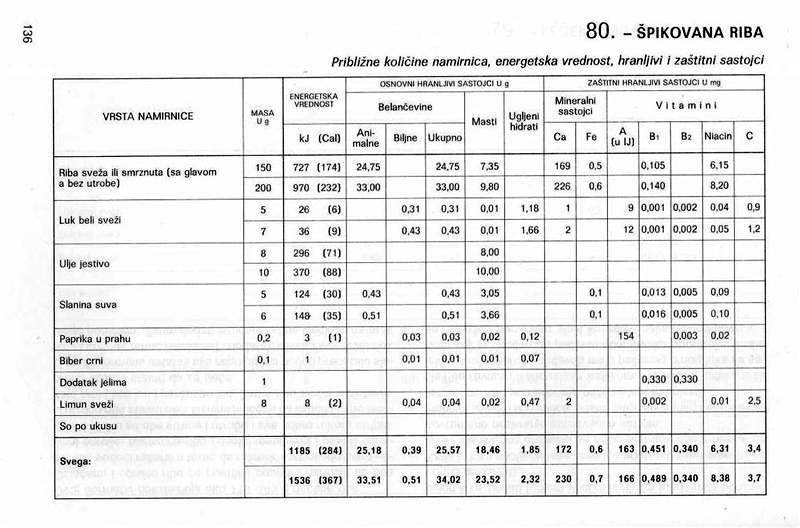 136
80. – ŠPIKOVANA RIBA
Približne količine namirnica, energetska vrednost, hranljivi i zaštitni sastojci
VRSTA NAMIRNICE MASA U g ENERGETSKA VREDNOST OSNOVNI HRANLJIVI SASTOJCI U g ZAŠTITNI HRANLJIVI SASTOJCI U mg
Belančevine Masti Ugljeni hidrati Mineralni sastojci Vitamini
kJ (Cal) Ani-malne Biljne Ukupno Ca Fe A (u IJ) B1 B2 Niacin C
Riba sveža ili smrznuta (sa glavom a bez utrobe) 150 727 (174) 24,75 24,75 7,35 169 0,5 0,105 6,15
200 970 (232) 33,00 33,00 9,80 226 0,6 0,140 8,20
Luk beli sveži 5 26 (6) 0,31 0,31 0,01 1,18 1 9 0,001 0,002 0,04 0,9
7 36 (9) 0,43 0,43 0,01 1,66 2 12 0,001 0,002 0,05 1,2
Ulje jestivo 8 296 (71) 8,00
10 370 (88) 10,00
Slanina suva 5 124 (30) 0,43 0,43 3,05 0,1 0,013 0,005 0,09
6 148 (35) 0,51 0,51 3,66 0,1 0,016 0,005 0,10
Paprika u prahu 0,2 3 (1) 0,03 0,03 0,02 0,12 154 0,003 0,02
Biber crni 0,1 1 0,01 0,01 0,01 0,07
Dodatak jelima 1 0,330 0,330
Limun sveži 8 8 (2) 0,04 0,04 0,02 0,47 2 0,002 0,01 2,5
So po ukusu
Svega: 1185 (284) 25,18 0,39 25,57 18,46 1,85 172 0,6 163 0,451 0,340 6,31 3,4
1536 (367) 33,51 0,51 34,02 23,52 2,32 230 0,7 166 0,489 0,340 8,38 3,7